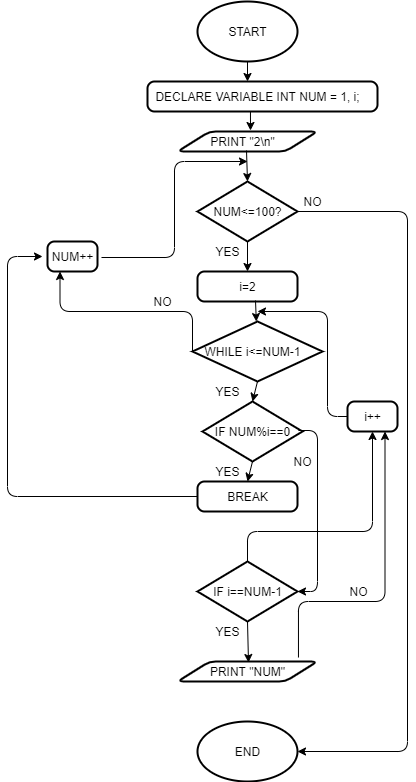 START
DECLARE VARIABLE INT NUM = 1, i;
PRINT "2\n"
NUM<=100?
NO
YES
NUM++
i=2
NO
WHILE i<=NUM-1
YES
i++
IF NUM%i==0
NO
YES
BREAK
IF i==NUM-1
NO
YES
PRINT "NUM"
END